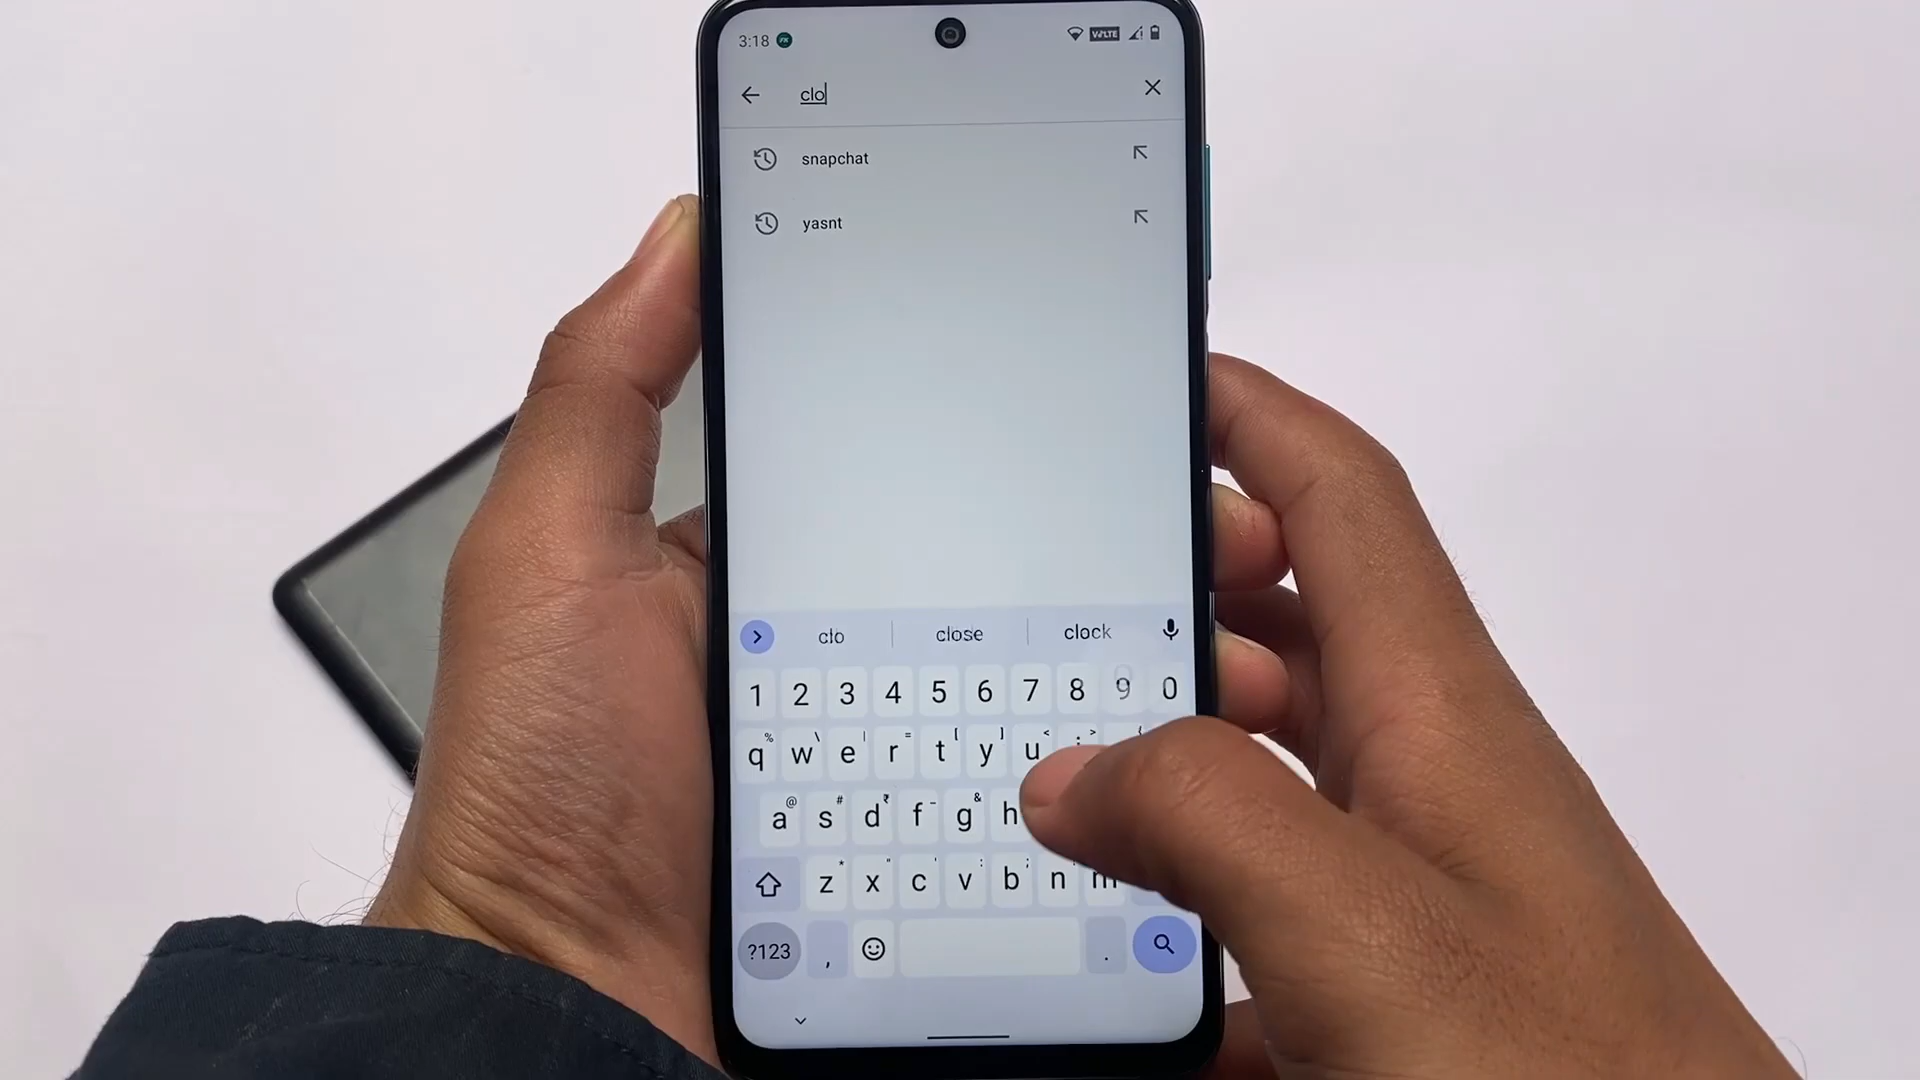 3:18 VoLTE
clo
snapchat
yasnt
clo close clock
1 2 3 4 5 6 7 8 9 0
% \ | = [ ] < > {
q w e r t y u
@ # ₹ - &
a s d f g h
* " ' : ;
z x c v b n m
?123 , .